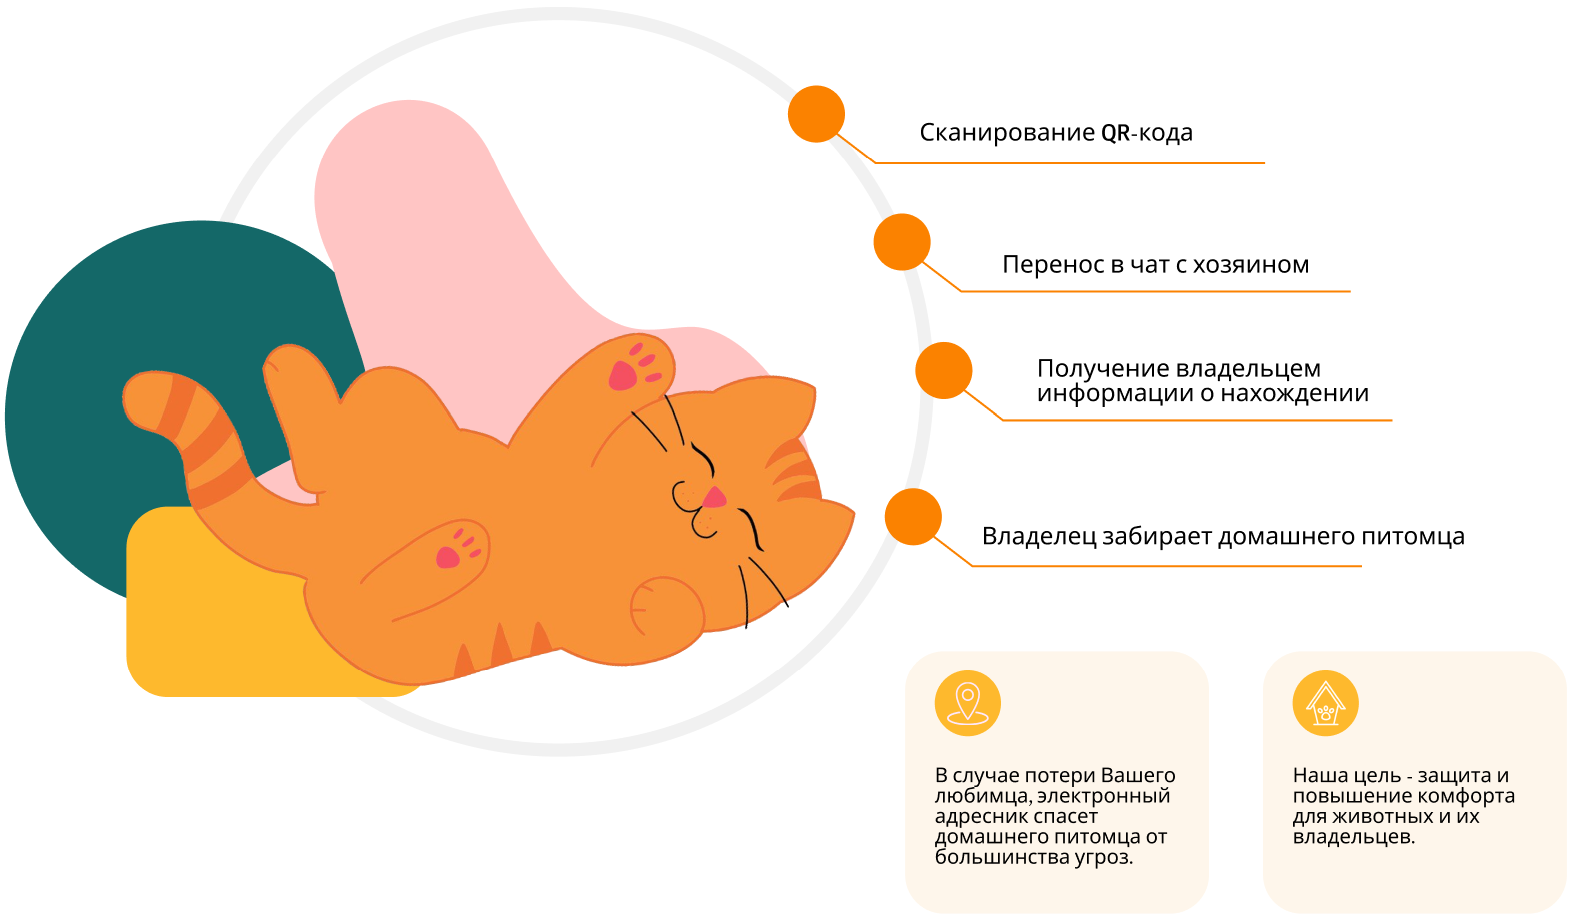 Сканирование QR-кода
Перенос в чат с хозяином
Получение владельцем
информации о нахождении
Владелец забирает домашнего питомца
В случае потери Вашего
любимца, электронный
адресник спасет
домашнего питомца от
большинства угроз.
Наша цель - защита и
повышение комфорта
для животных и их
владельцев.